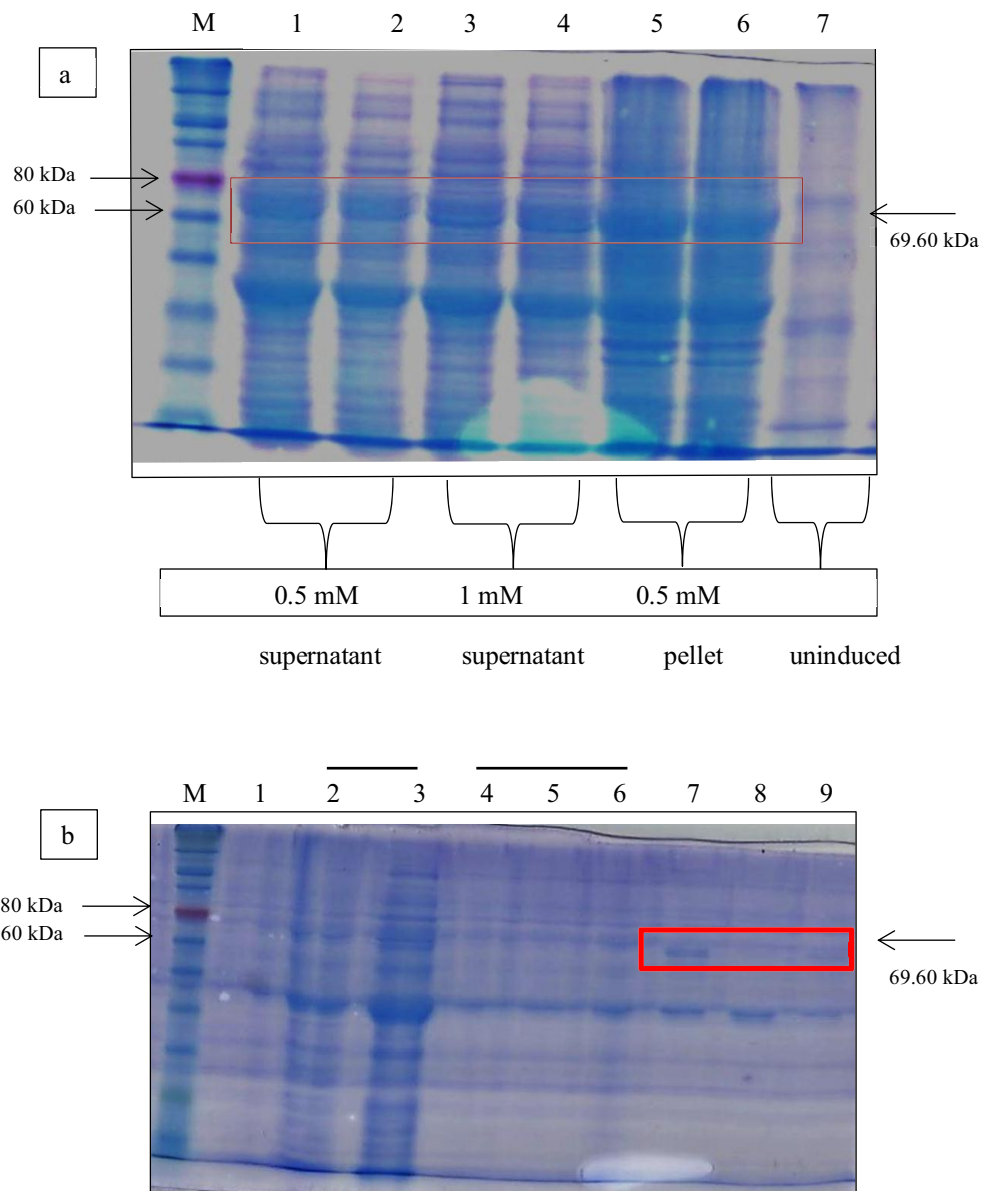 M 1 2 3 4 5 6 7
a
80 kDa
60 kDa
69.60 kDa
0.5 mM 1 mM 0.5 mM
supernatant supernatant pellet uninduced
M 1 2 3 4 5 6 7 8 9
b
80 kDa
60 kDa
69.60 kDa